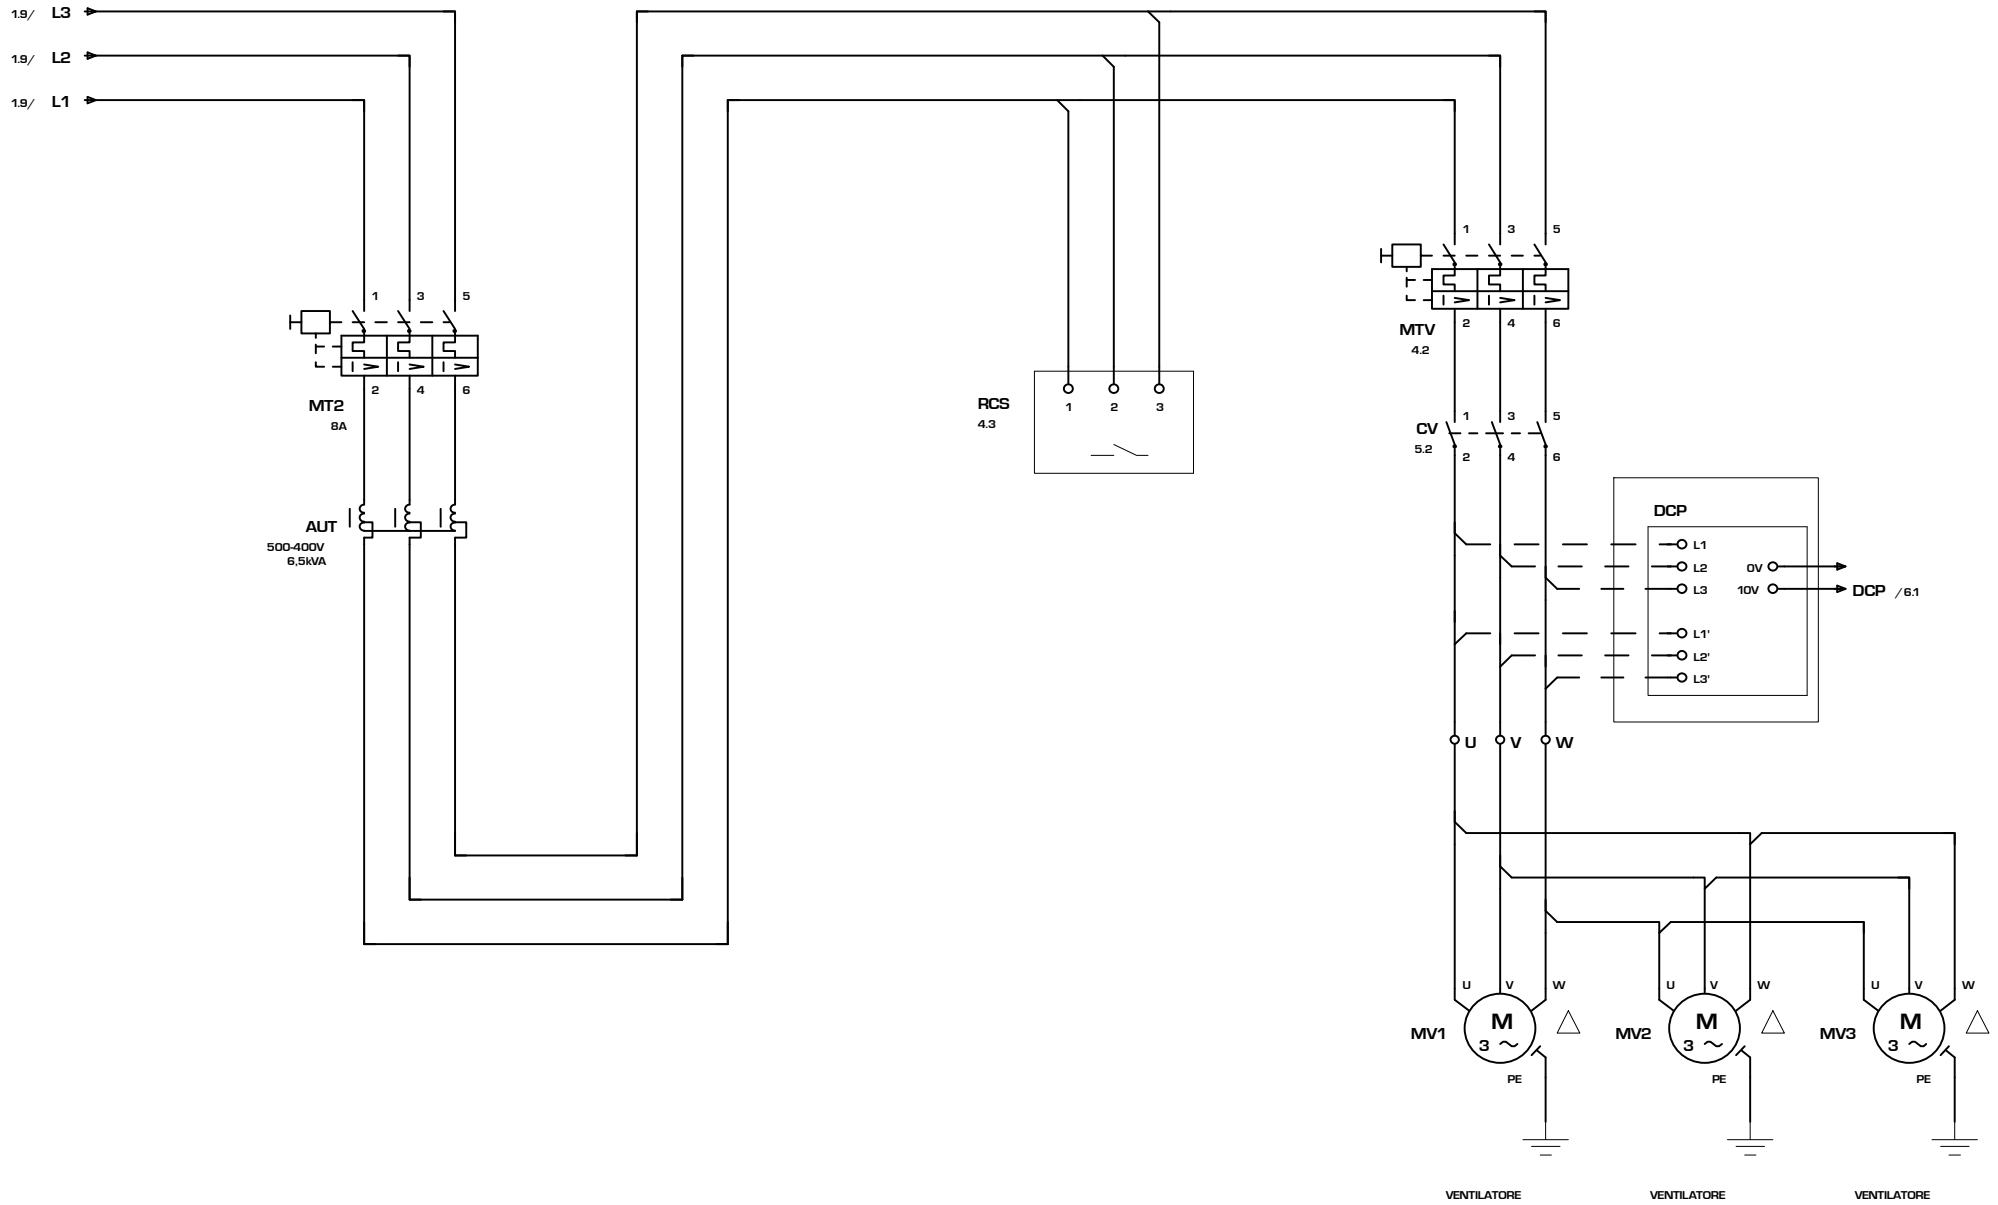 1.9/ L3
1.9/ L2
1.9/ L1
1 3 5
2 4 6
MTV
4.2
1 3 5
2 4 6
MT2
8A
RCS
4.3
1 2 3
1 3 5
CV
5.2
2 4 6
AUT
500-400V
6,5kVA
DCP
L1
L2 0V
L3 10V DCP /6.1
L1'
L2'
L3'
U V W
U V W U V W U V W
M M M
MV1 MV2 MV3
3 3 3
PE PE PE
VENTILATORE VENTILATORE VENTILATORE